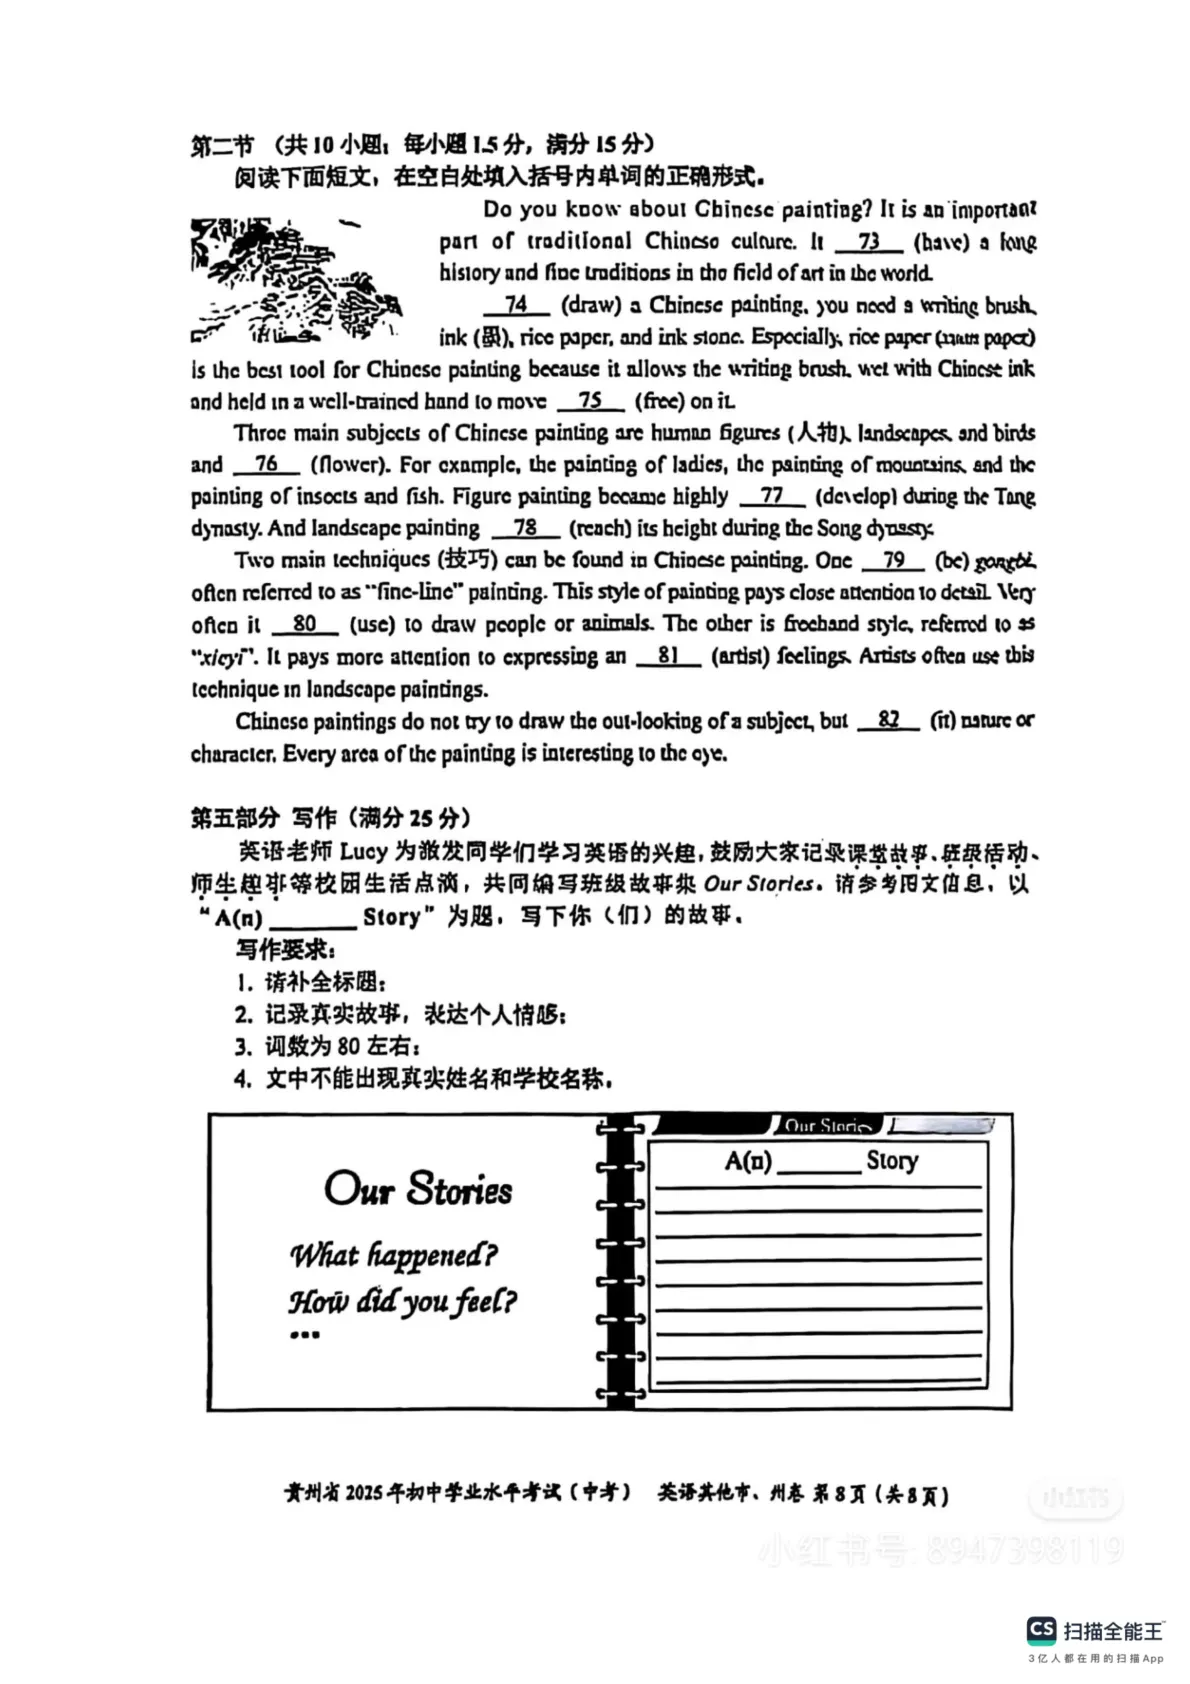 第二节 (共 10 小题; 每小题 1.5 分, 满分 15 分)
阅读下面短文, 在空白处填入括号内单词的正确形式。
Do you know about Chinese painting? It is an important
part of traditional Chinese culture. It 73 (have) a long
history and fine traditions in the field of art in the world.
74 (draw) a Chinese painting, you need a writing brush,
ink (墨), rice paper, and ink stone. Especially, rice paper (xuan paper)
is the best tool for Chinese painting because it allows the writing brush, wet with Chinese ink
and held in a well-trained hand to move 75 (free) on it.
Three main subjects of Chinese painting are human figures (人物), landscapes, and birds
and 76 (flower). For example, the painting of ladies, the painting of mountains, and the
painting of insects and fish. Figure painting became highly 77 (develop) during the Tang
dynasty. And landscape painting 78 (reach) its height during the Song dynasty.
Two main techniques (技巧) can be found in Chinese painting. One 79 (be) gongbi,
often referred to as "fine-line" painting. This style of painting pays close attention to detail. Very
often it 80 (use) to draw people or animals. The other is freehand style, referred to as
"xieyi". It pays more attention to expressing an 81 (artist) feelings. Artists often use this
technique in landscape paintings.
Chinese paintings do not try to draw the out-looking of a subject, but 82 (it) nature or
character. Every area of the painting is interesting to the eye.
第五部分 写作 (满分 25 分)
英语老师 Lucy 为激发同学们学习英语的兴趣, 鼓励大家记录课堂故事、班级活动、
师生趣事等校园生活点滴, 共同编写班级故事集 Our Stories。请参考图文信息, 以
"A(n) ________ Story" 为题, 写下你（们）的故事。
写作要求:
1. 请补全标题;
2. 记录真实故事, 表达个人情感;
3. 词数为 80 左右;
4. 文中不能出现真实姓名和学校名称。
Our Stories
A(n) ________ Story
Our Stories
What happened?
How did you feel?
...
贵州省 2025 年初中学业水平考试 (中考) 英语其他市、州卷 第 8 页 (共 8 页)
小红书
小红书号: 8947398119
CS 扫描全能王™
3亿人都在用的扫描App